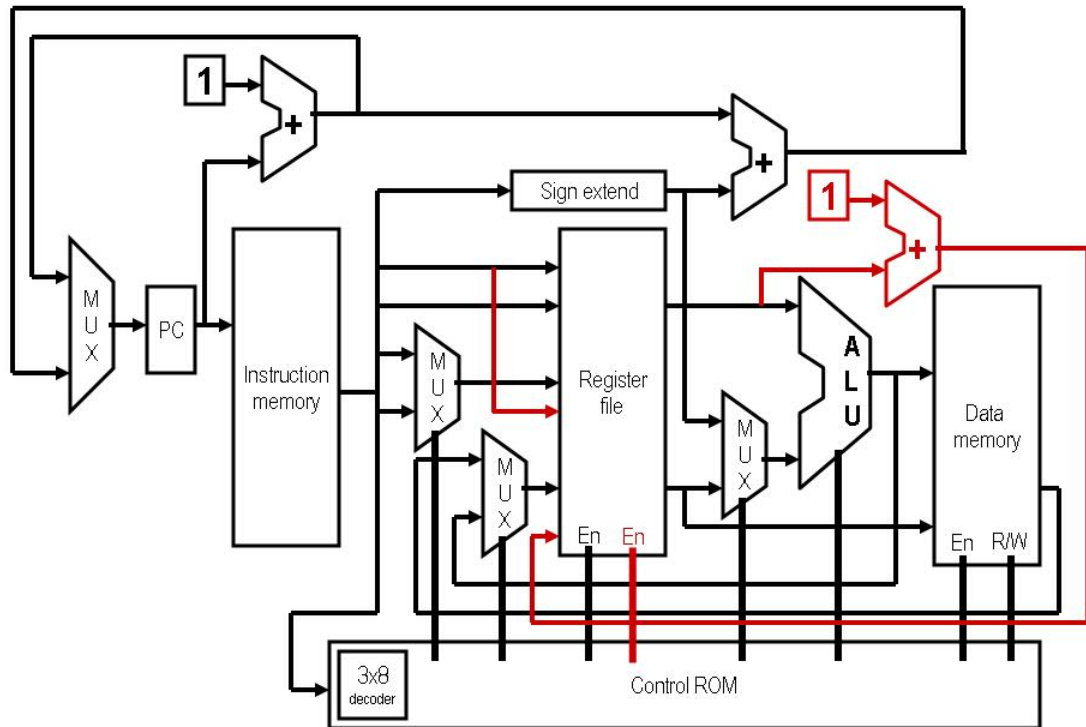 1
+
+
Sign extend
1
+
M
U
X
PC
Instruction
memory
M
U
X
Register
file
A
L
U
M
U
X
Data
memory
M
U
X
En
En
En
R/W
3x8
decoder
Control ROM